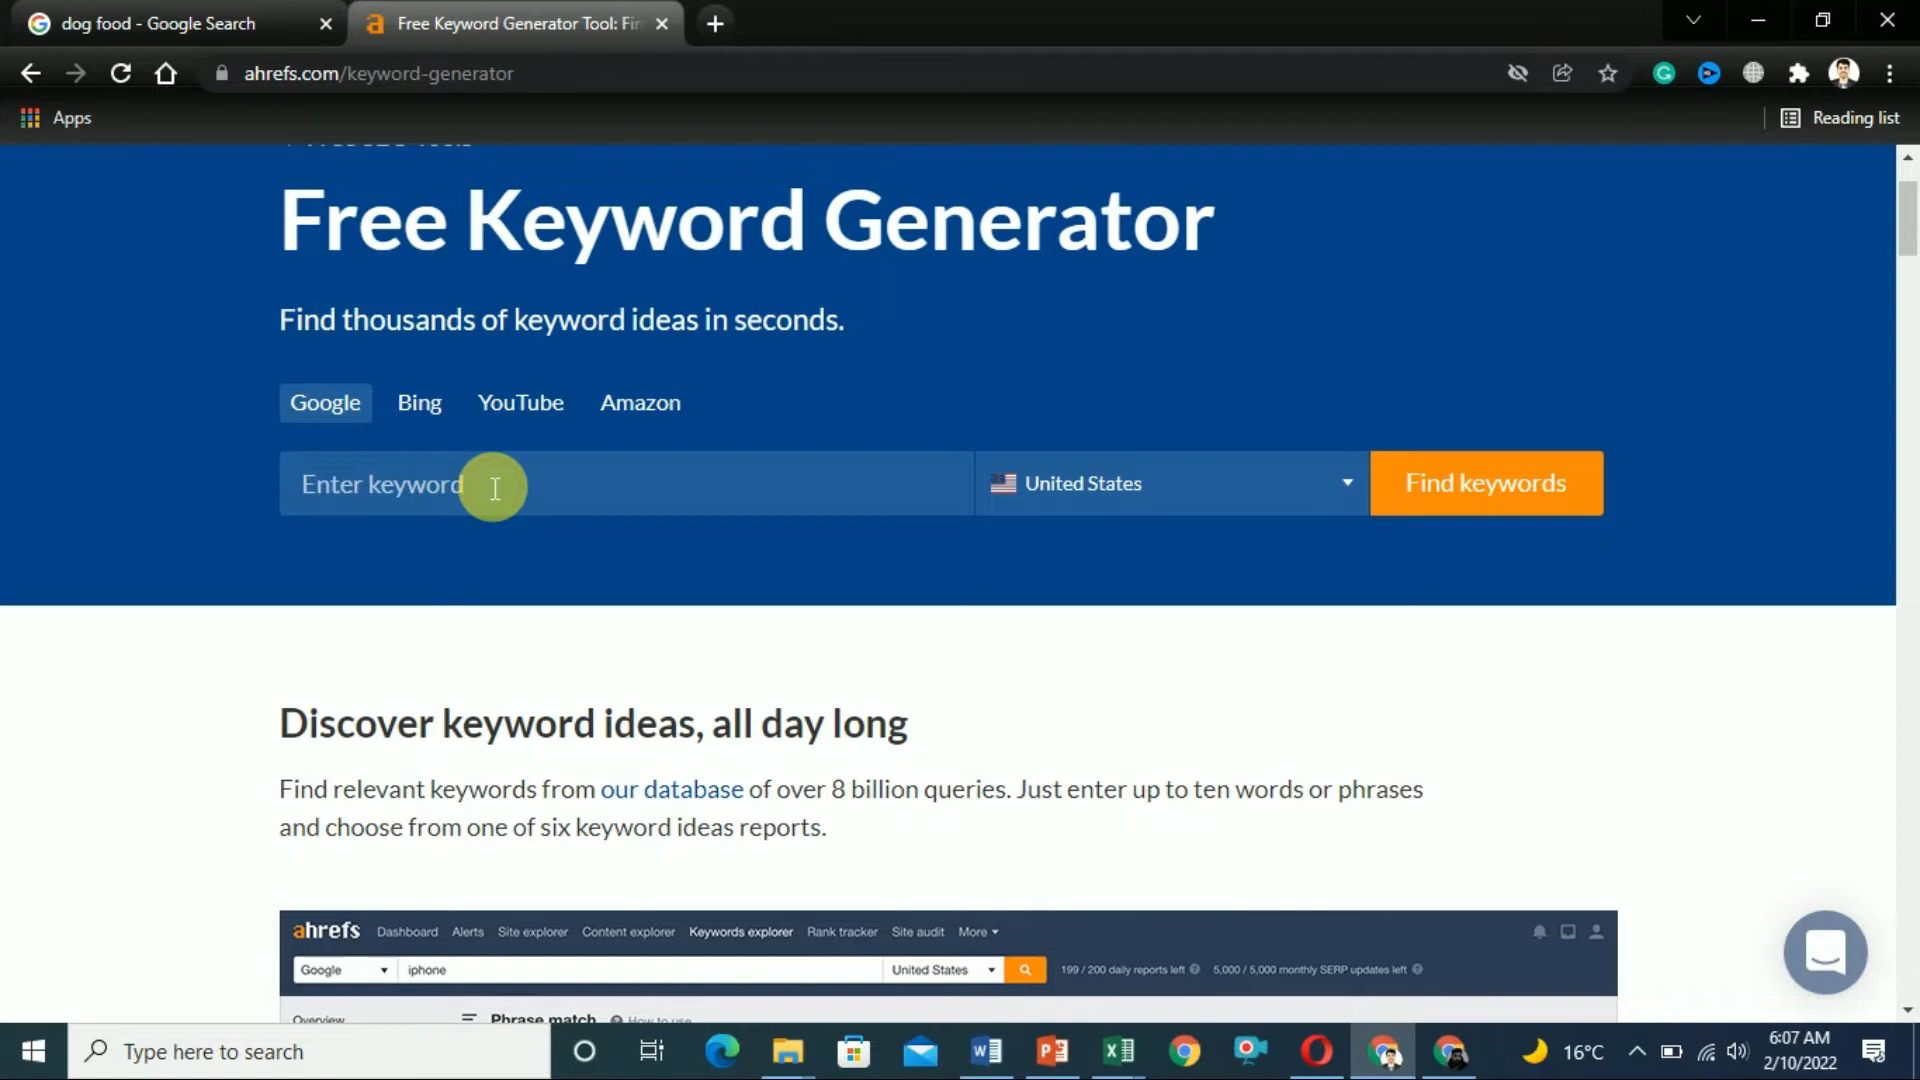 dog food - Google Search
Free Keyword Generator Tool: Fin
ahrefs.com/keyword-generator
Apps
Reading list
Free Keyword Generator
Find thousands of keyword ideas in seconds.
Google Bing YouTube Amazon
Enter keyword
United States
Find keywords
Discover keyword ideas, all day long
Find relevant keywords from our database of over 8 billion queries. Just enter up to ten words or phrases
and choose from one of six keyword ideas reports.
ahrefs Dashboard Alerts Site explorer Content explorer Keywords explorer Rank tracker Site audit More
Google iphone United States 199 / 200 daily reports left 5,000 / 5,000 monthly SERP updates left
Overview Phrase match How to use
Type here to search
16°C
6:07 AM
2/10/2022